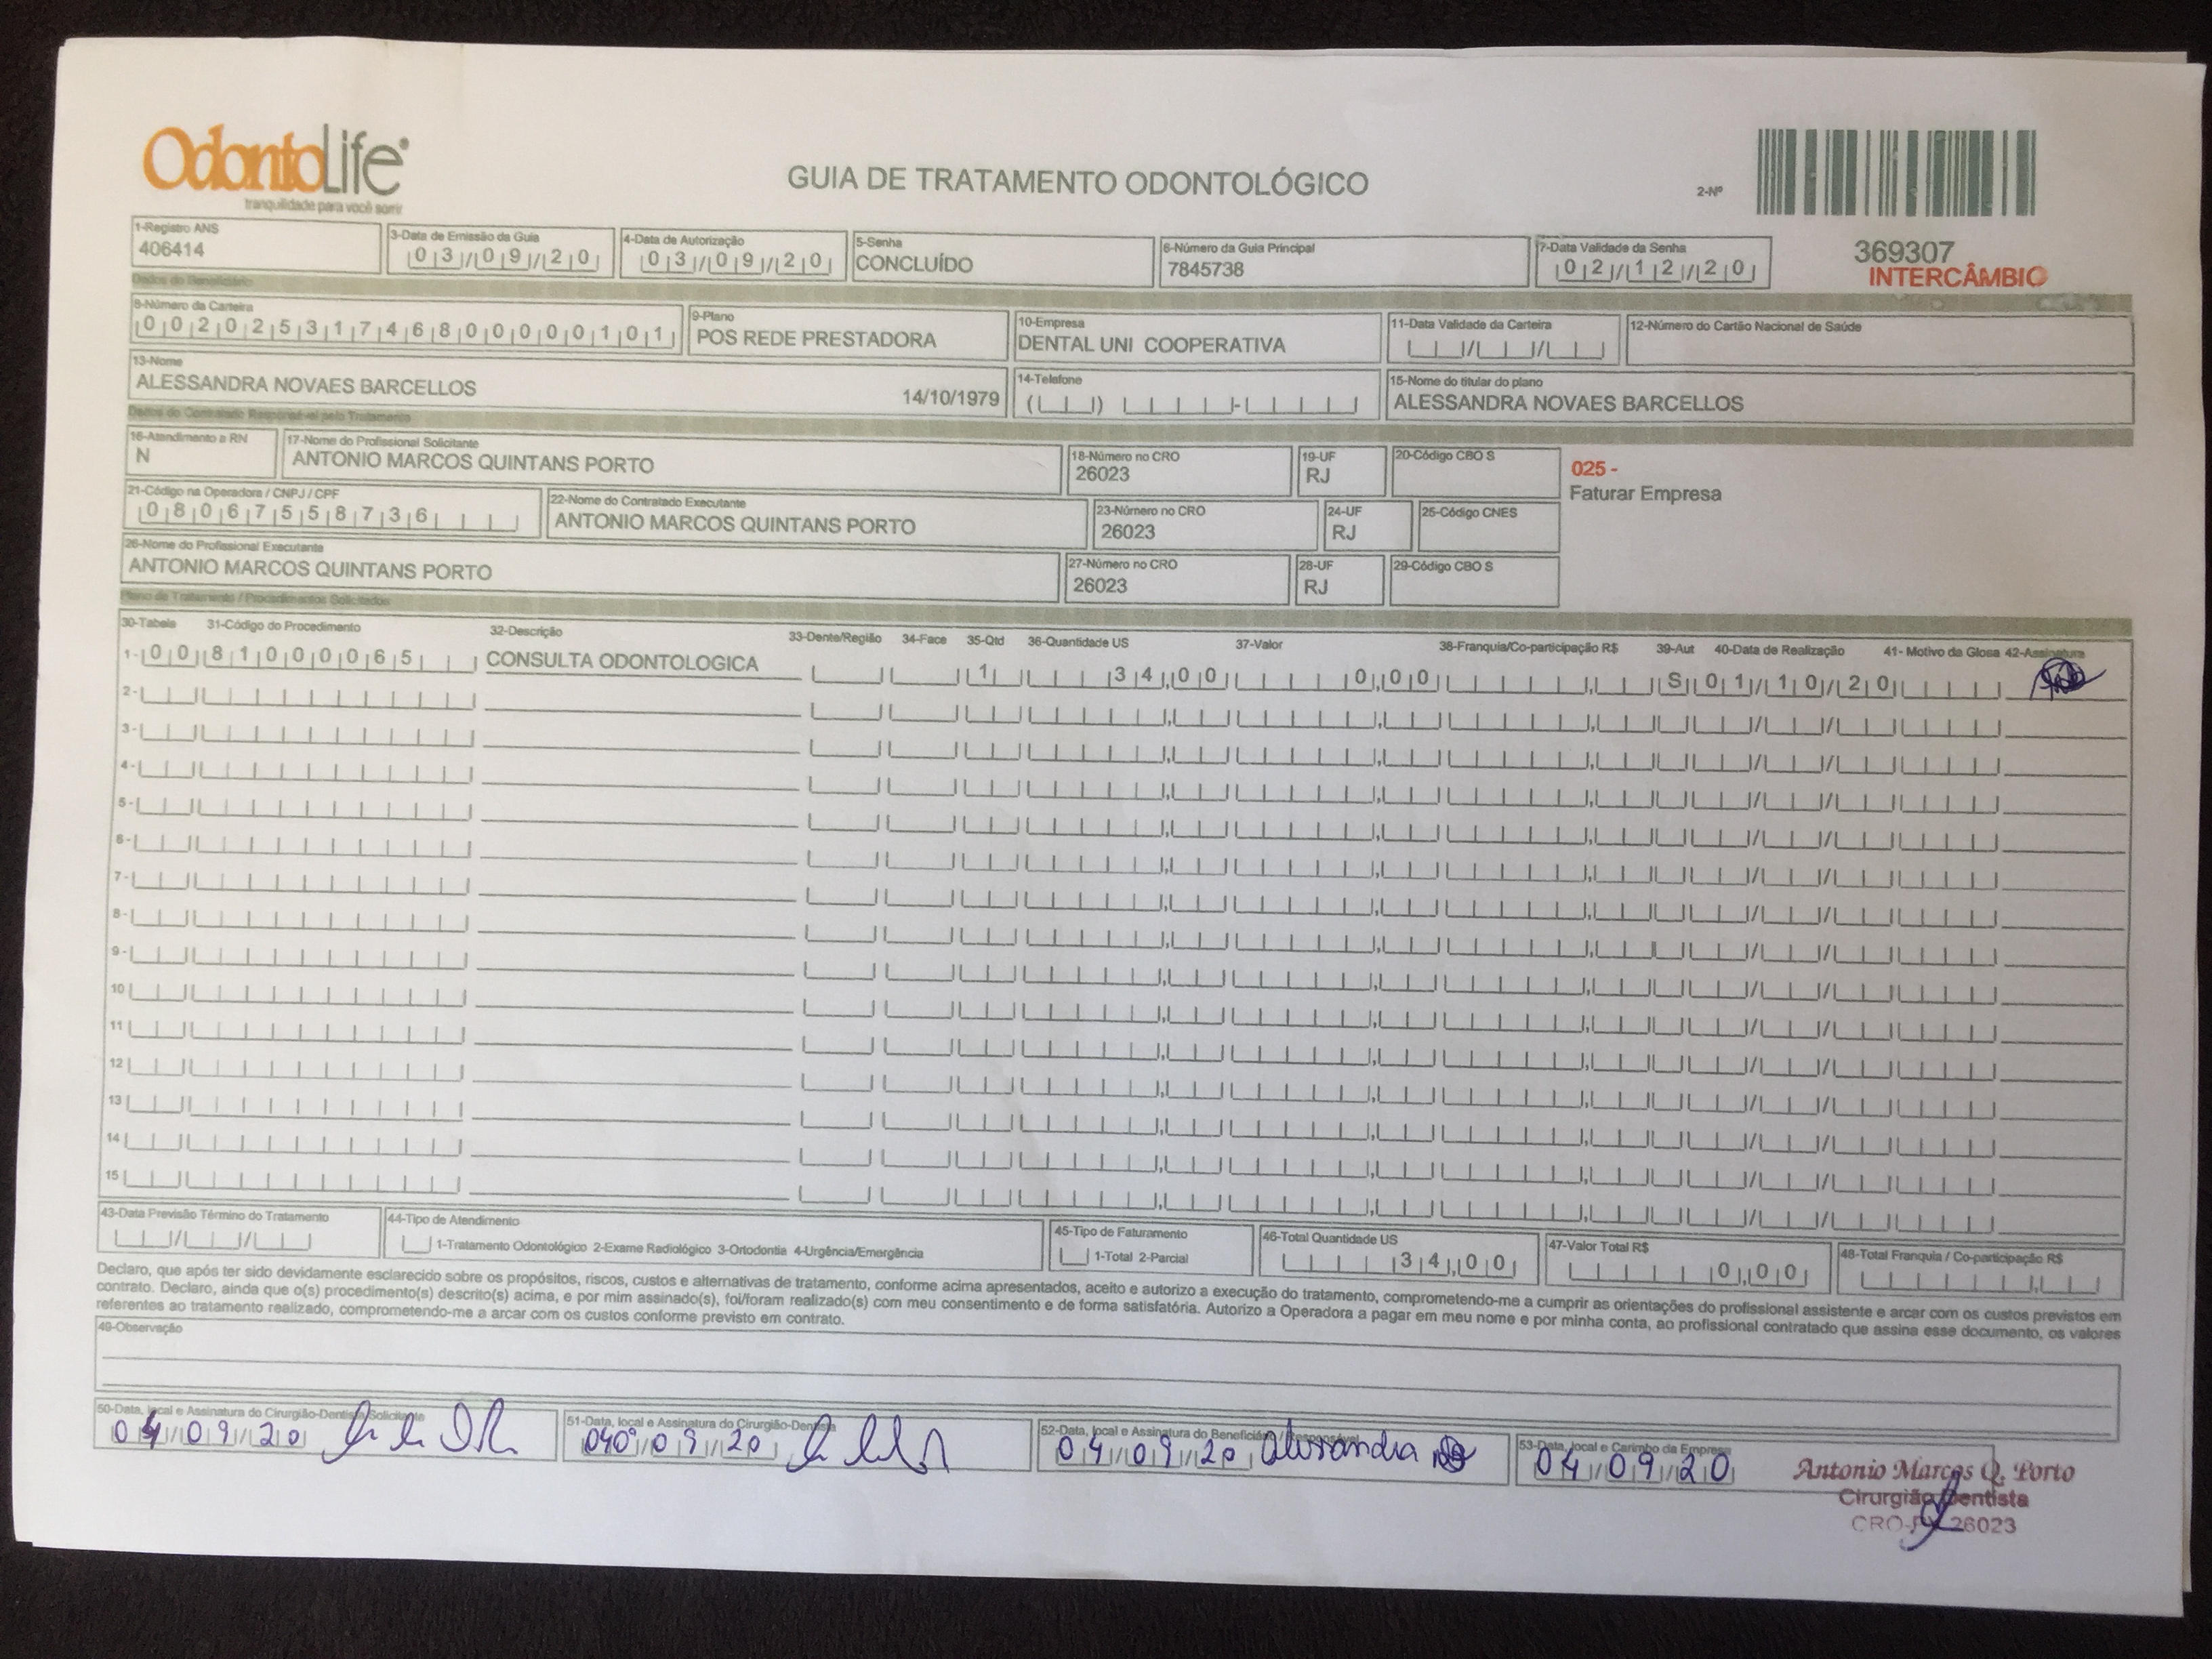 OdontoLife
tranquilidade para você sorrir
GUIA DE TRATAMENTO ODONTOLÓGICO
2-Nº
369307
INTERCÂMBIO
1-Registro ANS
406414
3-Data de Emissão da Guia
03/09/20
4-Data de Autorização
03/09/20
5-Senha
CONCLUÍDO
6-Número da Guia Principal
7845738
7-Data Validade da Senha
02/12/20
Dados do Beneficiário
8-Número da Carteira
00202531746800000101
9-Plano
POS REDE PRESTADORA
10-Empresa
DENTAL UNI COOPERATIVA
11-Data Validade da Carteira
12-Número do Cartão Nacional de Saúde
13-Nome
ALESSANDRA NOVAES BARCELLOS 14/10/1979
14-Telefone
15-Nome do titular do plano
ALESSANDRA NOVAES BARCELLOS
Dados do Contratado Responsável pelo Tratamento
16-Atendimento a RN
N
17-Nome do Profissional Solicitante
ANTONIO MARCOS QUINTANS PORTO
18-Número no CRO
26023
19-UF
RJ
20-Código CBO S
025 -
Faturar Empresa
21-Código na Operadora / CNPJ / CPF
08067558736
22-Nome do Contratado Executante
ANTONIO MARCOS QUINTANS PORTO
23-Número no CRO
26023
24-UF
RJ
25-Código CNES
26-Nome do Profissional Executante
ANTONIO MARCOS QUINTANS PORTO
27-Número no CRO
26023
28-UF
RJ
29-Código CBO S
Plano de Tratamento / Procedimentos Solicitados
30-Tabela 31-Código do Procedimento 32-Descrição 33-Dente/Região 34-Face 35-Qtd 36-Quantidade US 37-Valor 38-Franquia/Co-participação R$ 39-Aut 40-Data de Realização 41- Motivo da Glosa 42-Assinatura
1- 00 81000065 CONSULTA ODONTOLOGICA 1 34,00 0,00 S 01/10/20
2-
3-
4-
5-
6-
7-
8-
9-
10
11
12
13
14
15
43-Data Previsão Término do Tratamento
44-Tipo de Atendimento
1-Tratamento Odontológico 2-Exame Radiológico 3-Ortodontia 4-Urgência/Emergência
45-Tipo de Faturamento
1-Total 2-Parcial
46-Total Quantidade US
34,00
47-Valor Total R$
0,00
48-Total Franquia / Co-participação R$
Declaro, que após ter sido devidamente esclarecido sobre os propósitos, riscos, custos e alternativas de tratamento, conforme acima apresentados, aceito e autorizo a execução do tratamento, comprometendo-me a cumprir as orientações do profissional assistente e arcar com os custos previstos em
contrato. Declaro, ainda que o(s) procedimento(s) descrito(s) acima, e por mim assinado(s), foi/foram realizado(s) com meu consentimento e de forma satisfatória. Autorizo a Operadora a pagar em meu nome e por minha conta, ao profissional contratado que assina esse documento, os valores
referentes ao tratamento realizado, comprometendo-me a arcar com os custos conforme previsto em contrato.
49-Observação
50-Data, local e Assinatura do Cirurgião-Dentista Solicitante
04/09/20
51-Data, local e Assinatura do Cirurgião-Dentista
04/09/20
52-Data, local e Assinatura do Beneficiário / Responsável
04/09/20 Alessandra
53-Data, local e Carimbo da Empresa
04/09/20
Antonio Marcos Q. Porto
Cirurgião Dentista
CRO-RJ 26023